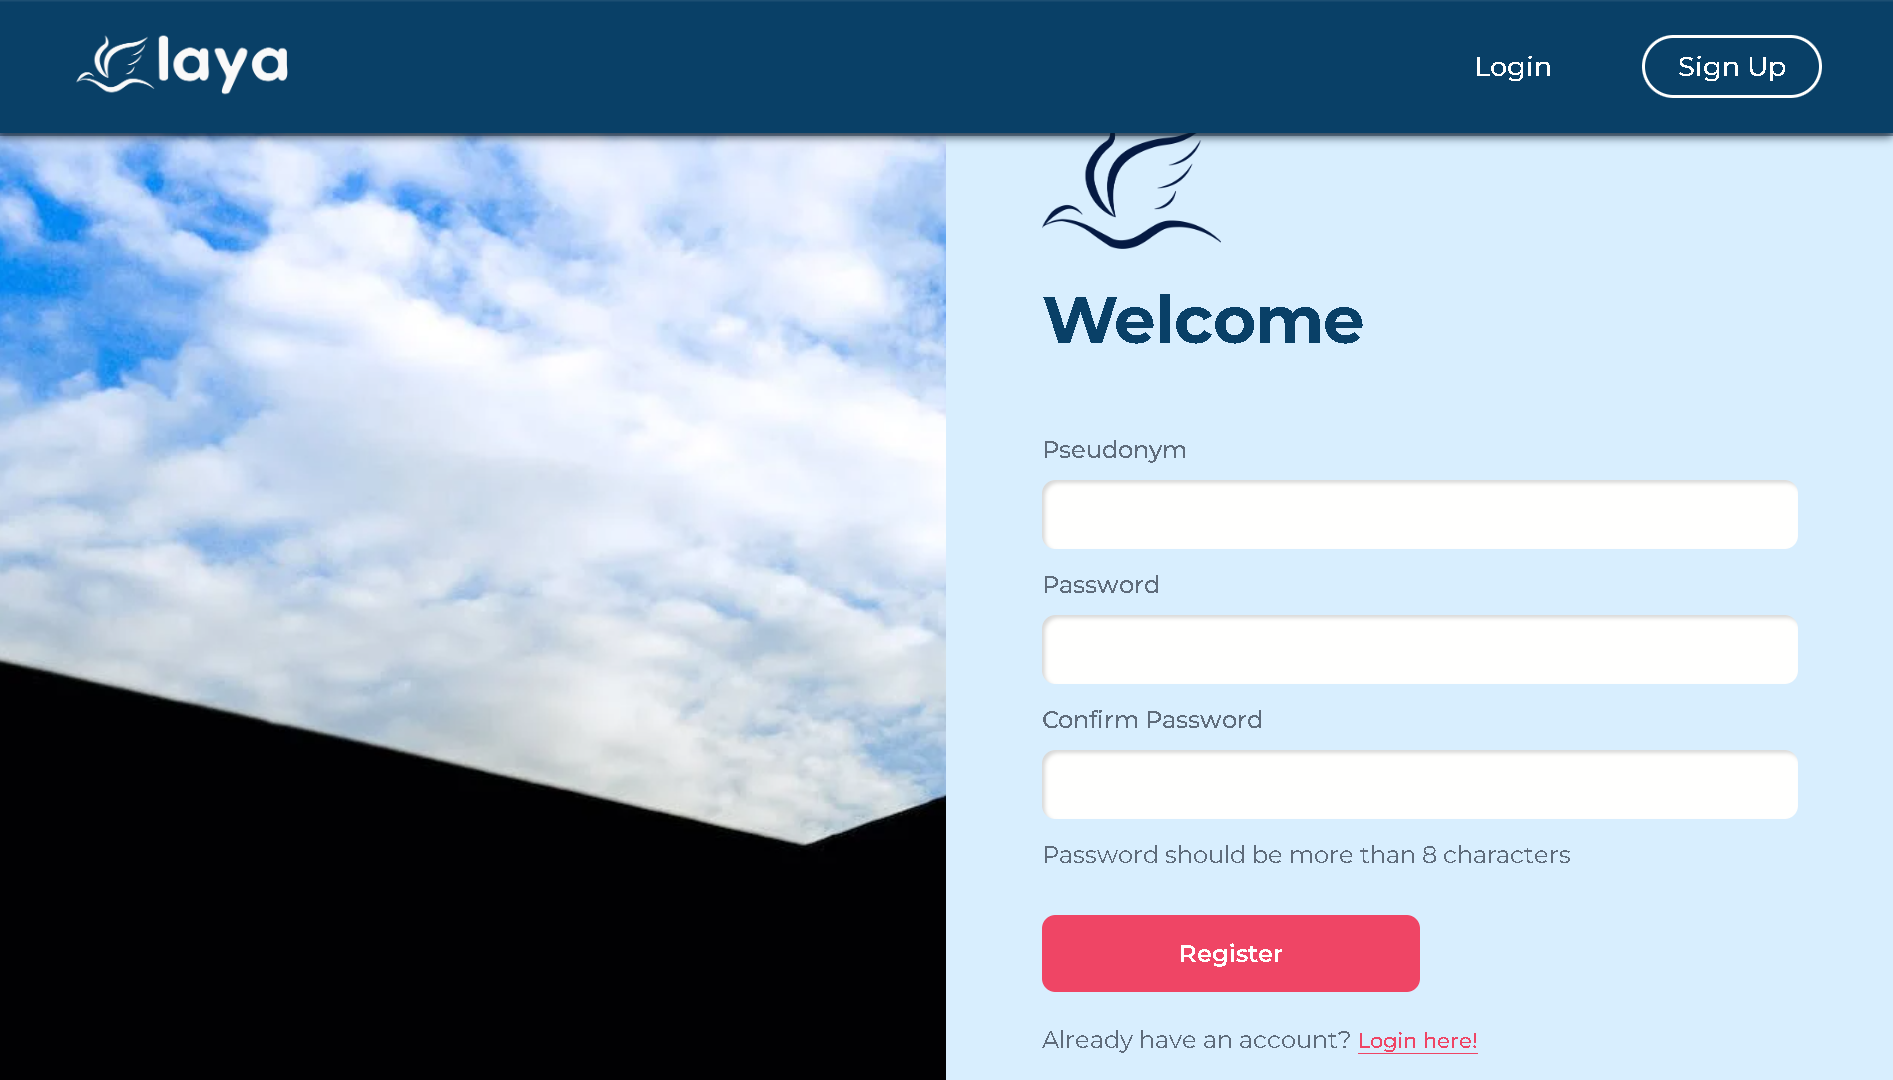 laya
Login
Sign Up
Welcome
Pseudonym
Password
Confirm Password
Password should be more than 8 characters
Register
Already have an account? Login here!